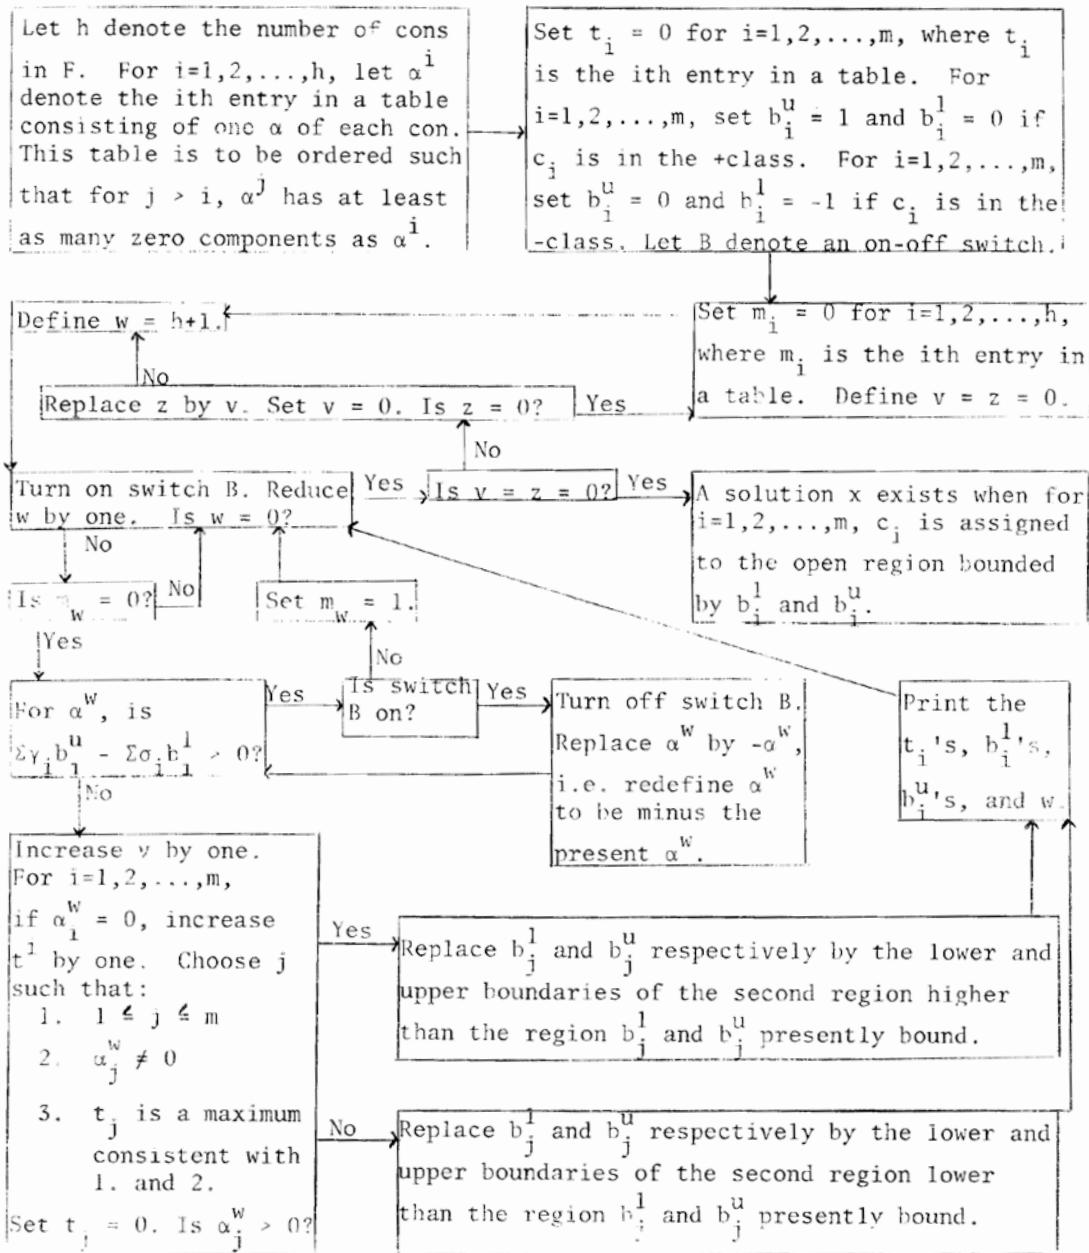 Let h denote the number of cons
in F. For i=1,2,...,h, let α^i
denote the ith entry in a table
consisting of one α of each con.
This table is to be ordered such
that for j > i, α^j has at least
as many zero components as α^i.
Set t_i = 0 for i=1,2,...,m, where t_i
is the ith entry in a table. For
i=1,2,...,m, set b_i^u = 1 and b_i^l = 0 if
c_i is in the +class. For i=1,2,...,m,
set b_i^u = 0 and b_i^l = -1 if c_i is in the
-class. Let B denote an on-off switch.
Define w = h+1.
Set m_i = 0 for i=1,2,...,h,
where m_i is the ith entry in
a table. Define v = z = 0.
No
Replace z by v. Set v = 0. Is z = 0?
Yes
No
Turn on switch B. Reduce
w by one. Is w = 0?
Yes
Is v = z = 0?
Yes
A solution x exists when for
i=1,2,...,m, c_i is assigned
to the open region bounded
by b_i^l and b_i^u.
No
Is m_w = 0?
No
Set m_w = 1.
Yes
No
For α^w, is
Σγ_i b_i^u - Σσ_i b_i^l > 0?
Yes
Is switch
B on?
Yes
Turn off switch B.
Replace α^w by -α^w,
i.e. redefine α^w
to be minus the
present α^w.
Print the
t_i's, b_i^l's,
b_i^u's, and w.
No
Increase v by one.
For i=1,2,...,m,
if α_i^w = 0, increase
t^1 by one. Choose j
such that:
1. 1 ≤ j ≤ m
2. α_j^w ≠ 0
3. t_j is a maximum
consistent with
1. and 2.
Set t_j = 0. Is α_j^w > 0?
Yes
Replace b_j^l and b_j^u respectively by the lower and
upper boundaries of the second region higher
than the region b_j^l and b_j^u presently bound.
No
Replace b_j^l and b_j^u respectively by the lower and
upper boundaries of the second region lower
than the region b_j^l and b_j^u presently bound.